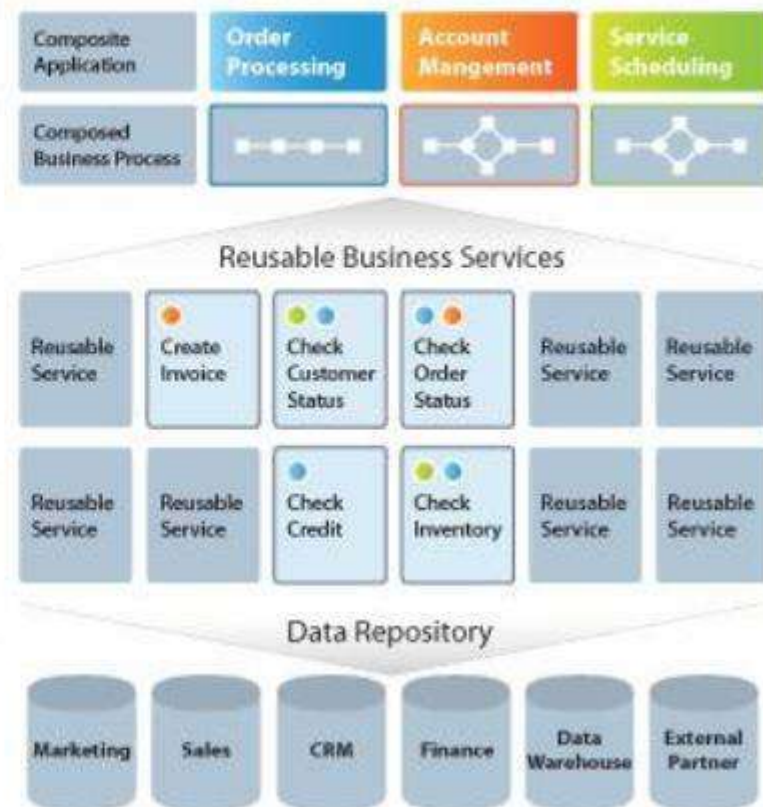 Composite
Application
Order
Processing
Account
Mangement
Service
Scheduling
Composed
Business Process
Reusable Business Services
Reusable
Service
Create
Invoice
Check
Customer
Status
Check
Order
Status
Reusable
Service
Reusable
Service
Reusable
Service
Reusable
Service
Check
Credit
Check
Inventory
Reusable
Service
Reusable
Service
Data Repository
Marketing
Sales
CRM
Finance
Data
Warehouse
External
Partner